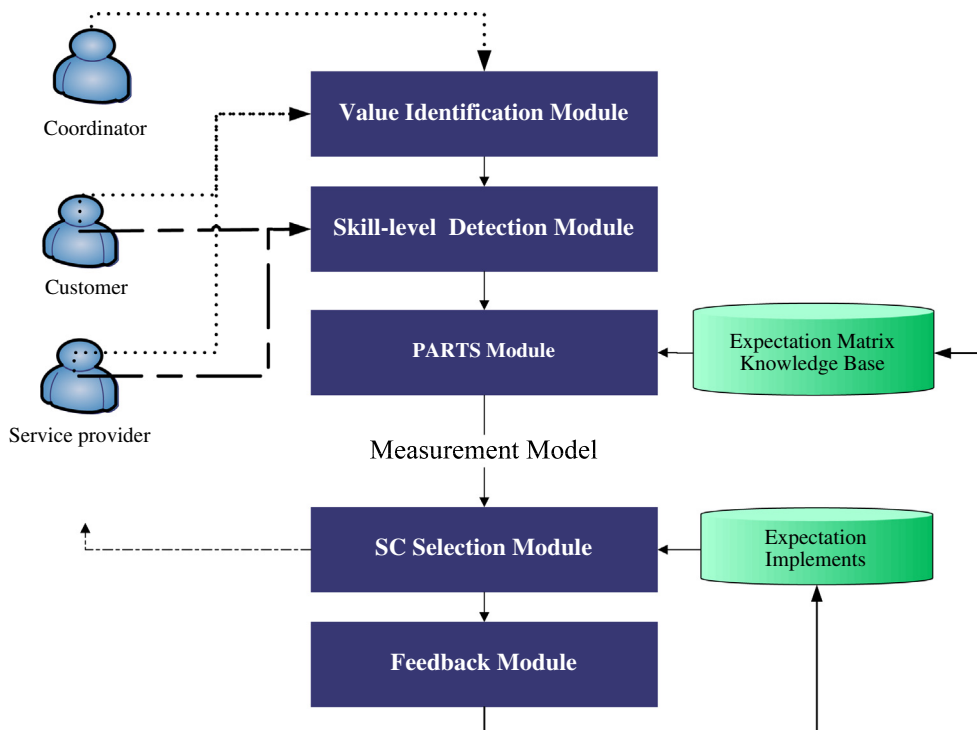 Value Identification Module
Coordinator
Skill-level Detection Module
Customer
PARTS Module
Expectation Matrix
Knowledge Base
Service provider
Measurement Model
SC Selection Module
Expectation
Implements
Feedback Module